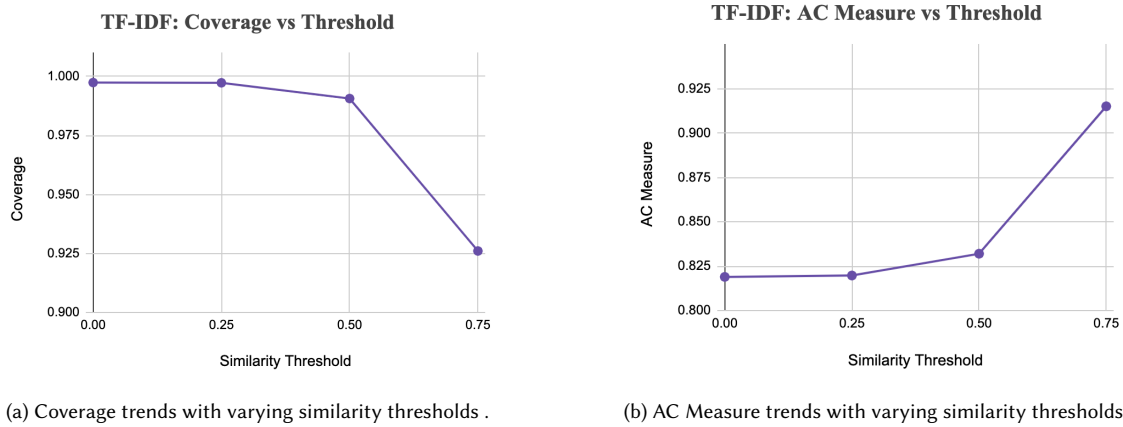 TF-IDF: Coverage vs Threshold
1.000
0.975
0.950
0.925
0.900
Coverage
0.00 0.25 0.50 0.75
Similarity Threshold
(a) Coverage trends with varying similarity thresholds .
TF-IDF: AC Measure vs Threshold
0.925
0.900
0.875
0.850
0.825
0.800
AC Measure
0.00 0.25 0.50 0.75
Similarity Threshold
(b) AC Measure trends with varying similarity thresholds